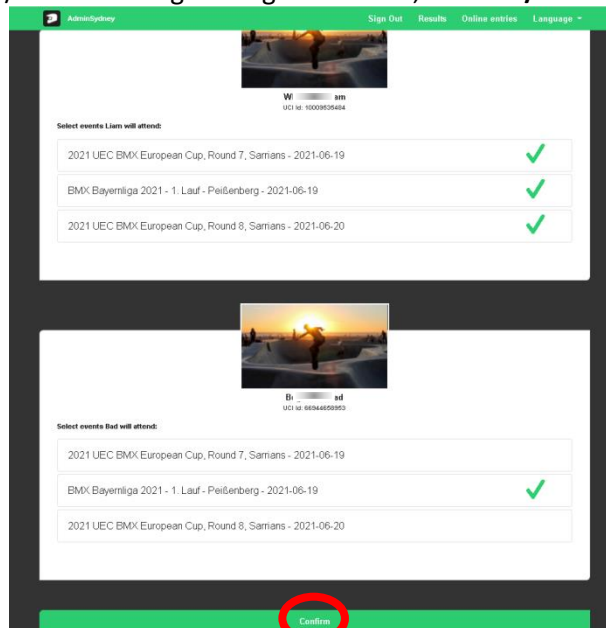 AdminSydney Sign Out Results Online entries Language
W am
UCI Id: 10009535484
Select events Liam will attend:
2021 UEC BMX European Cup, Round 7, Sarrians - 2021-06-19
BMX Bayernliga 2021 - 1. Lauf - Peißenberg - 2021-06-19
2021 UEC BMX European Cup, Round 8, Sarrians - 2021-06-20
ad
UCI Id: 66944658953
Select events Bad will attend:
2021 UEC BMX European Cup, Round 7, Sarrians - 2021-06-19
BMX Bayernliga 2021 - 1. Lauf - Peißenberg - 2021-06-19
2021 UEC BMX European Cup, Round 8, Sarrians - 2021-06-20
Confirm